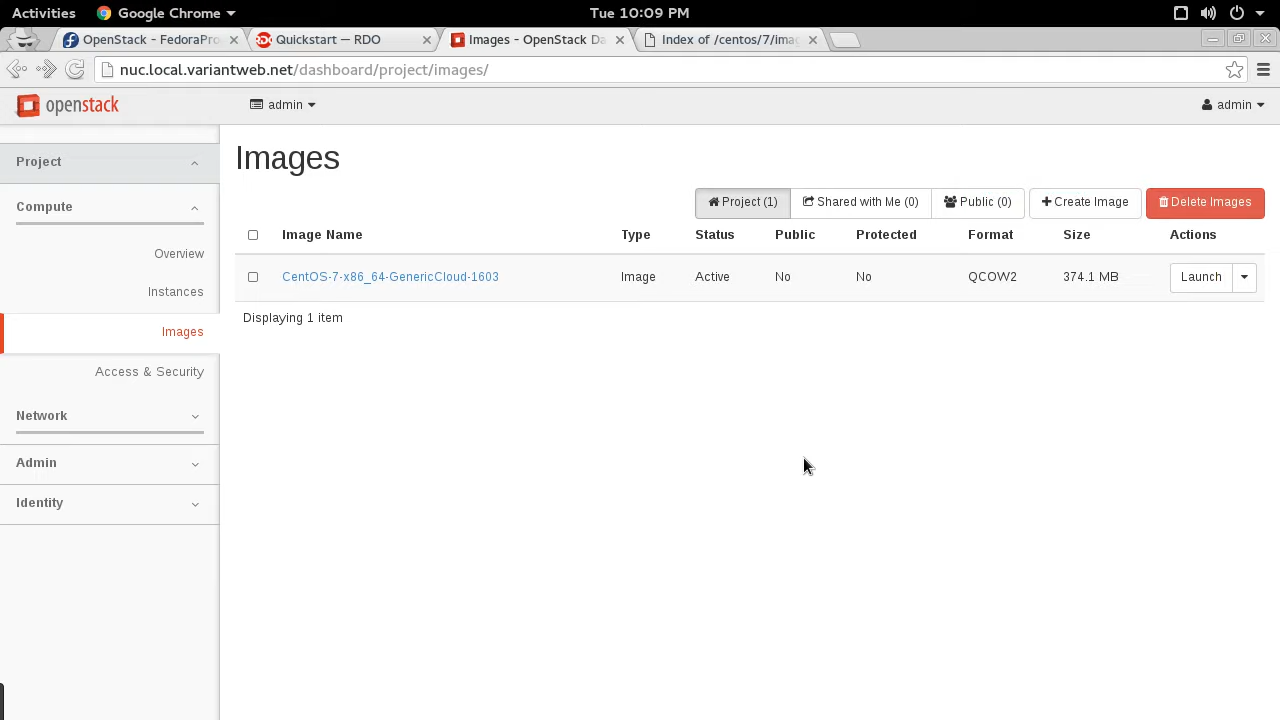 Activities Google Chrome Tue 10:09 PM
OpenStack - FedoraPro Quickstart — RDO Images - OpenStack Da Index of /centos/7/imag
nuc.local.variantweb.net/dashboard/project/images/
openstack admin admin
Project
Compute
Overview
Instances
Images
Access & Security
Network
Admin
Identity
Images
Project (1) Shared with Me (0) Public (0) Create Image Delete Images
Image Name Type Status Public Protected Format Size Actions
CentOS-7-x86_64-GenericCloud-1603 Image Active No No QCOW2 374.1 MB Launch
Displaying 1 item